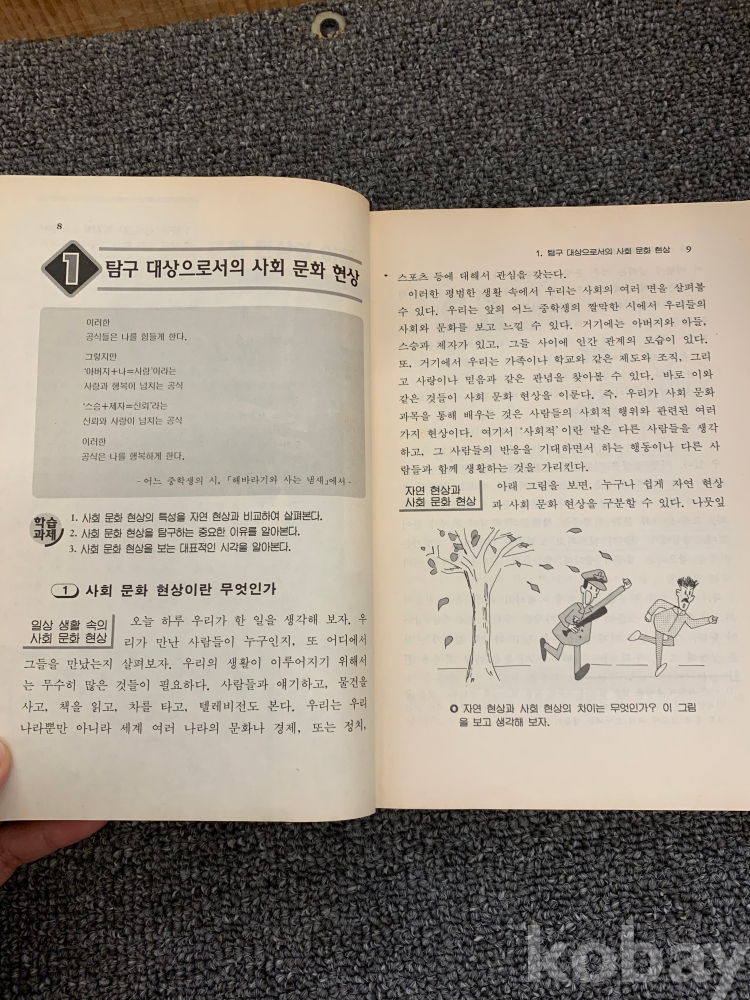 8
1 탐구 대상으로서의 사회 문화 현상
이러한
공식들은 나를 힘들게 한다.
그렇지만
'아버지+나=사랑'이라는
사랑과 행복이 넘치는 공식
'스승+제자=신뢰'라는
신뢰와 사랑이 넘치는 공식
이러한
공식은 나를 행복하게 한다.
- 어느 중학생의 시, 「해바라기와 사는 냄새」에서 -
학습
과제
1. 사회 문화 현상의 특성을 자연 현상과 비교하여 살펴본다.
2. 사회 문화 현상을 탐구하는 중요한 이유를 알아본다.
3. 사회 문화 현상을 보는 대표적인 시각을 알아본다.
1 사회 문화 현상이란 무엇인가
일상 생활 속의
사회 문화 현상
오늘 하루 우리가 한 일을 생각해 보자. 우
리가 만난 사람들이 누구인지, 또 어디에서
그들을 만났는지 살펴보자. 우리의 생활이 이루어지기 위해서
는 무수히 많은 것들이 필요하다. 사람들과 얘기하고, 물건을
사고, 책을 읽고, 차를 타고, 텔레비전도 본다. 우리는 우리
나라뿐만 아니라 세계 여러 나라의 문화나 경제, 또는 정치,
1. 탐구 대상으로서의 사회 문화 현상 9
스포츠 등에 대해서 관심을 갖는다.
이러한 평범한 생활 속에서 우리는 사회의 여러 면을 살펴볼
수 있다. 우리는 앞의 어느 중학생의 짤막한 시에서 우리들의
사회와 문화를 보고 느낄 수 있다. 거기에는 아버지와 아들,
스승과 제자가 있고, 그들 사이에 인간 관계의 모습이 있다.
또, 거기에서 우리는 가족이나 학교와 같은 제도와 조직, 그리
고 사랑이나 믿음과 같은 관념을 찾아볼 수 있다. 바로 이와
같은 것들이 사회 문화 현상을 이룬다. 즉, 우리가 사회 문화
과목을 통해 배우는 것은 사람들의 사회적 행위와 관련된 여러
가지 현상이다. 여기서 '사회적'이란 말은 다른 사람들을 생각
하고, 그 사람들의 반응을 기대하면서 하는 행동이나 다른 사
람들과 함께 생활하는 것을 가리킨다.
자연 현상과
사회 문화 현상
아래 그림을 보면, 누구나 쉽게 자연 현상
과 사회 문화 현상을 구분할 수 있다. 나뭇잎
자연 현상과 사회 현상의 차이는 무엇인가? 이 그림
을 보고 생각해 보자.
kobay